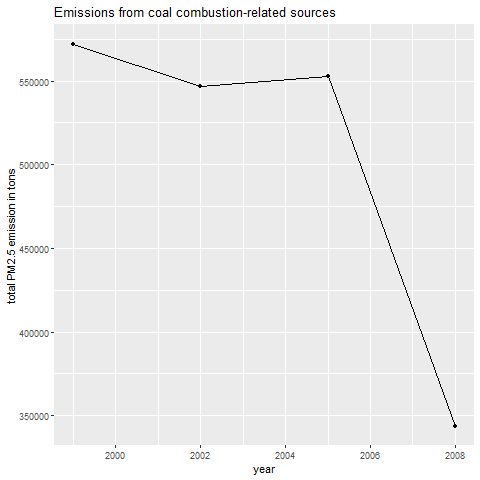 Emissions from coal combustion-related sources
total PM2.5 emission in tons
550000
500000
450000
400000
350000
2000 2002 2004 2006 2008
year